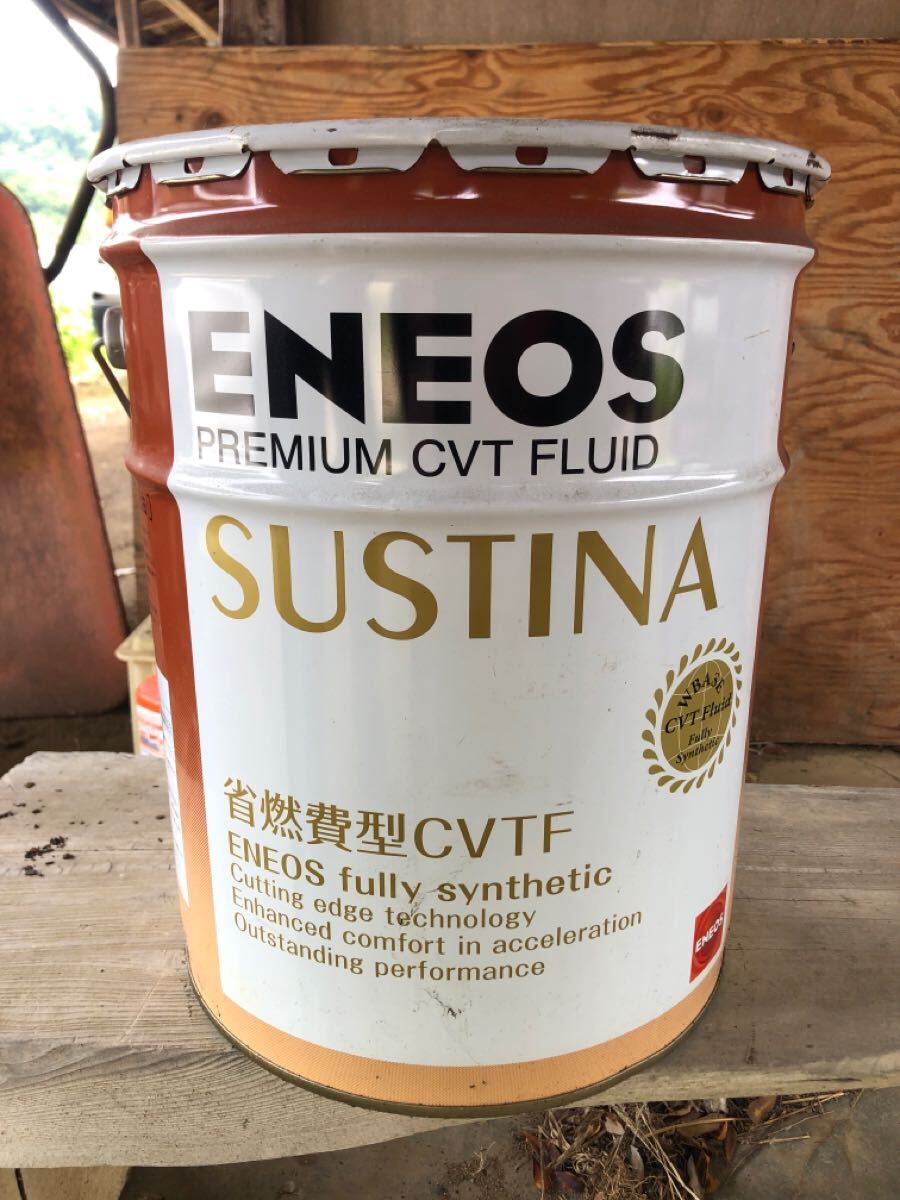 ENEOS
PREMIUM CVT FLUID
SUSTINA
WBASE
CVT Fluid
Fully
Synthetic
省燃費型CVTF
ENEOS fully synthetic
Cutting edge technology
Enhanced comfort in acceleration
Outstanding performance
ENEOS